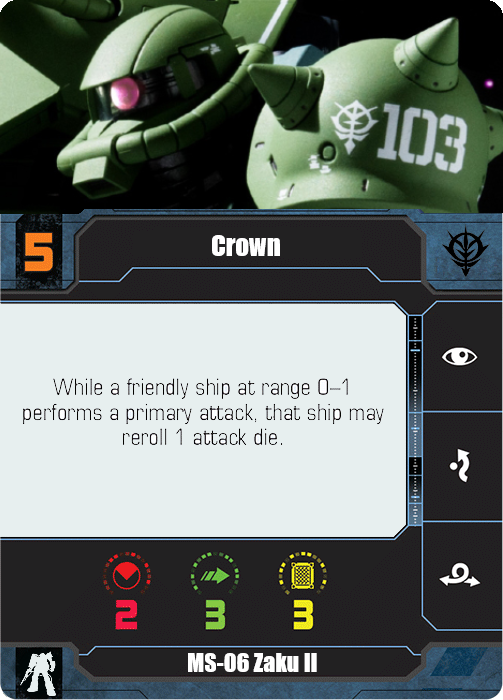 103
5
Crown
While a friendly ship at range 0–1
performs a primary attack, that ship may
reroll 1 attack die.
2 3 3
MS-06 Zaku II